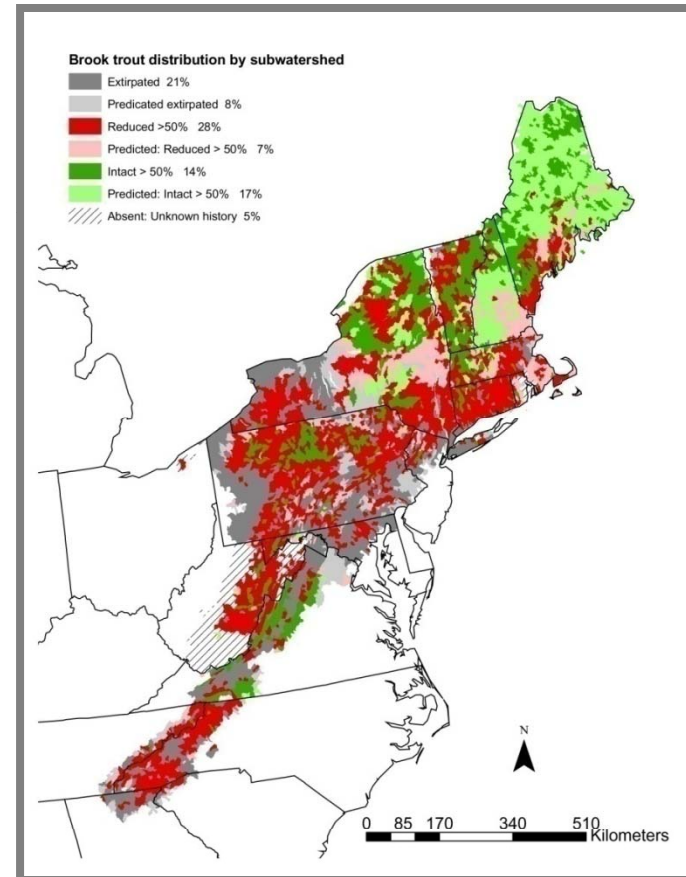 Brook trout distribution by subwatershed
Extirpated 21%
Predicated extirpated 8%
Reduced >50% 28%
Predicted: Reduced > 50% 7%
Intact > 50% 14%
Predicted: Intact > 50% 17%
Absent: Unknown history 5%
N
0 85 170 340 510
Kilometers